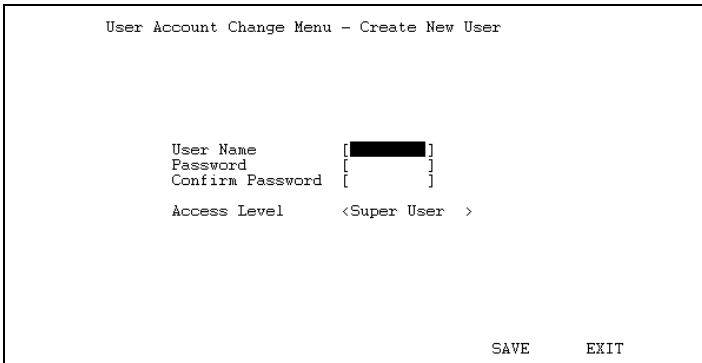 User Account Change Menu - Create New User
User Name [ ]
Password [ ]
Confirm Password [ ]
Access Level <Super User >
SAVE EXIT